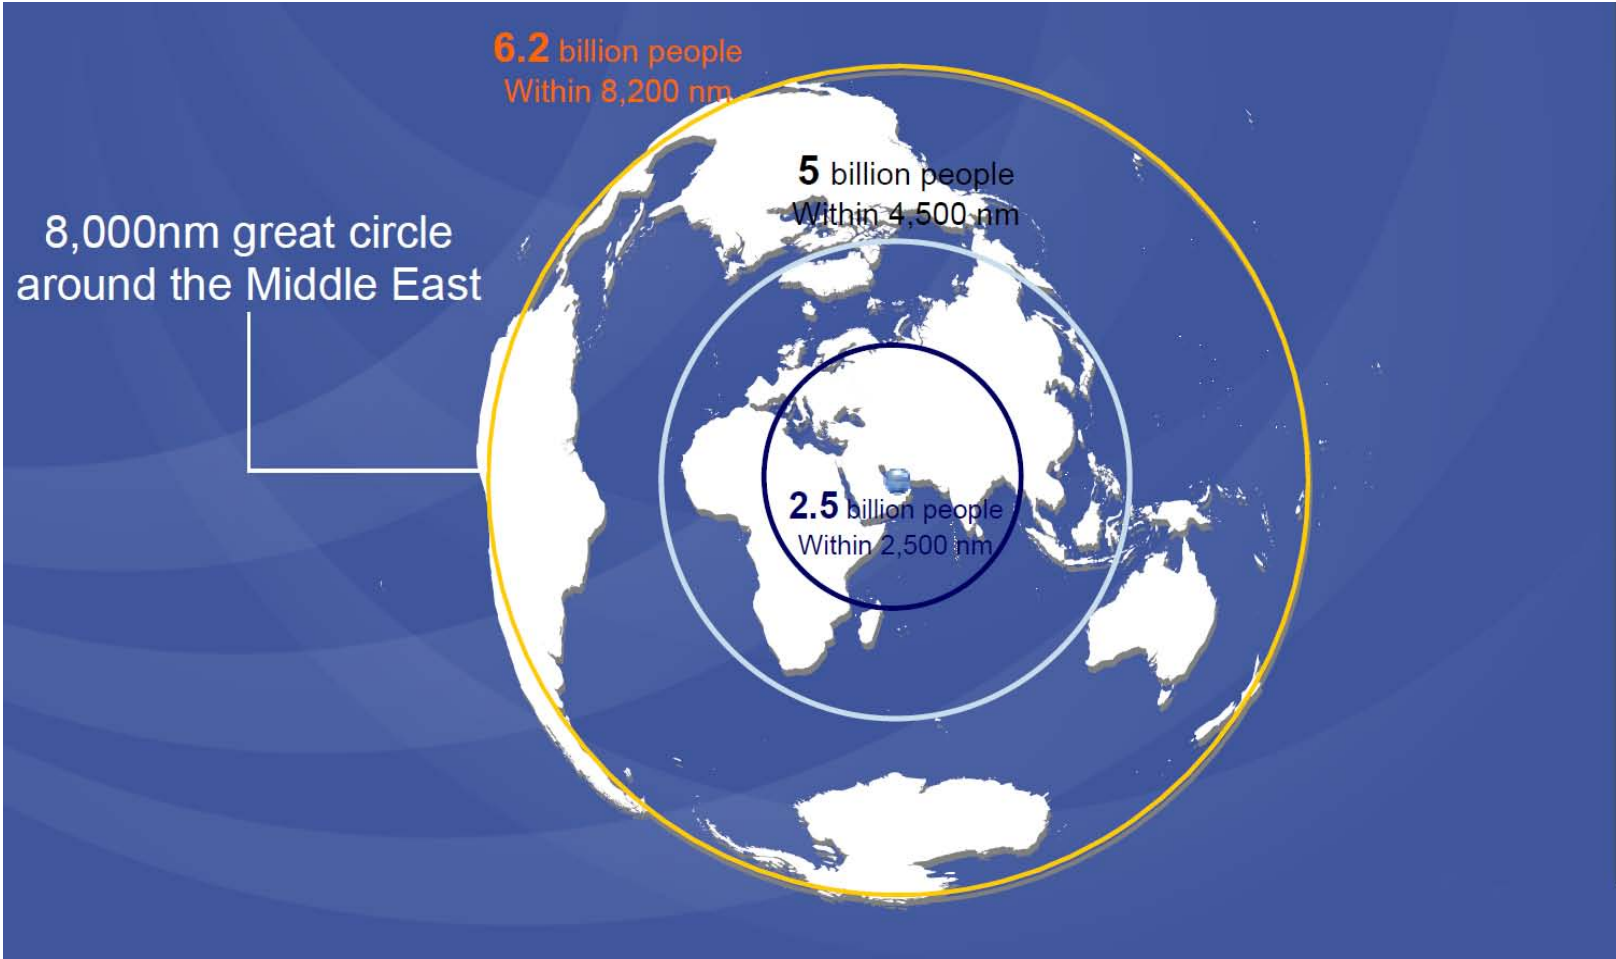 6.2 billion people
Within 8,200 nm
5 billion people
Within 4,500 nm
8,000nm great circle
around the Middle East
2.5 billion people
Within 2,500 nm